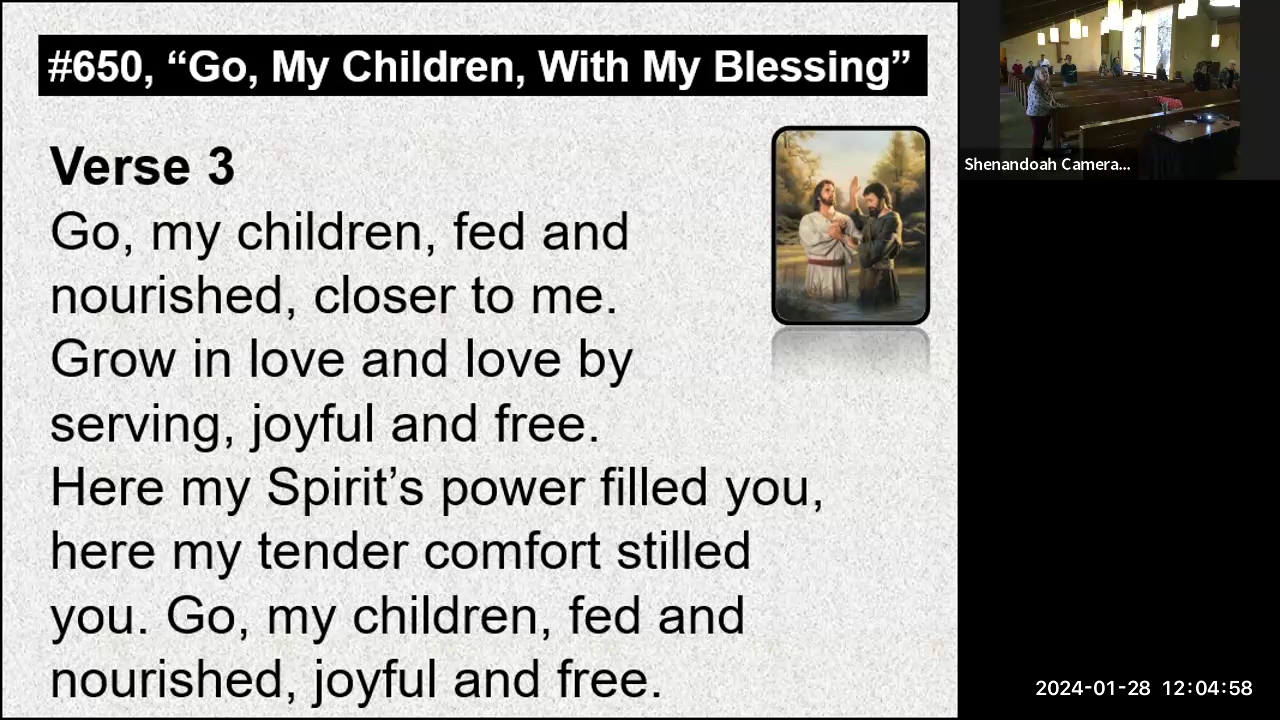 #650, “Go, My Children, With My Blessing”
Verse 3
Go, my children, fed and
nourished, closer to me.
Grow in love and love by
serving, joyful and free.
Here my Spirit’s power filled you,
here my tender comfort stilled
you. Go, my children, fed and
nourished, joyful and free.
Shenandoah Camera...
2024-01-28 12:04:58